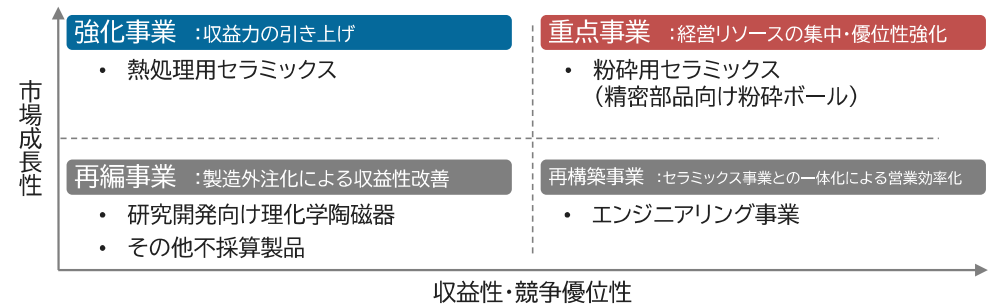 強化事業 ：収益力の引き上げ
• 熱処理用セラミックス
重点事業 ：経営リソースの集中・優位性強化
• 粉砕用セラミックス
（精密部品向け粉砕ボール）
市場成長性
再編事業 ：製造外注化による収益性改善
• 研究開発向け理化学陶磁器
• その他不採算製品
再構築事業 ：セラミックス事業との一体化による営業効率化
• エンジニアリング事業
収益性・競争優位性